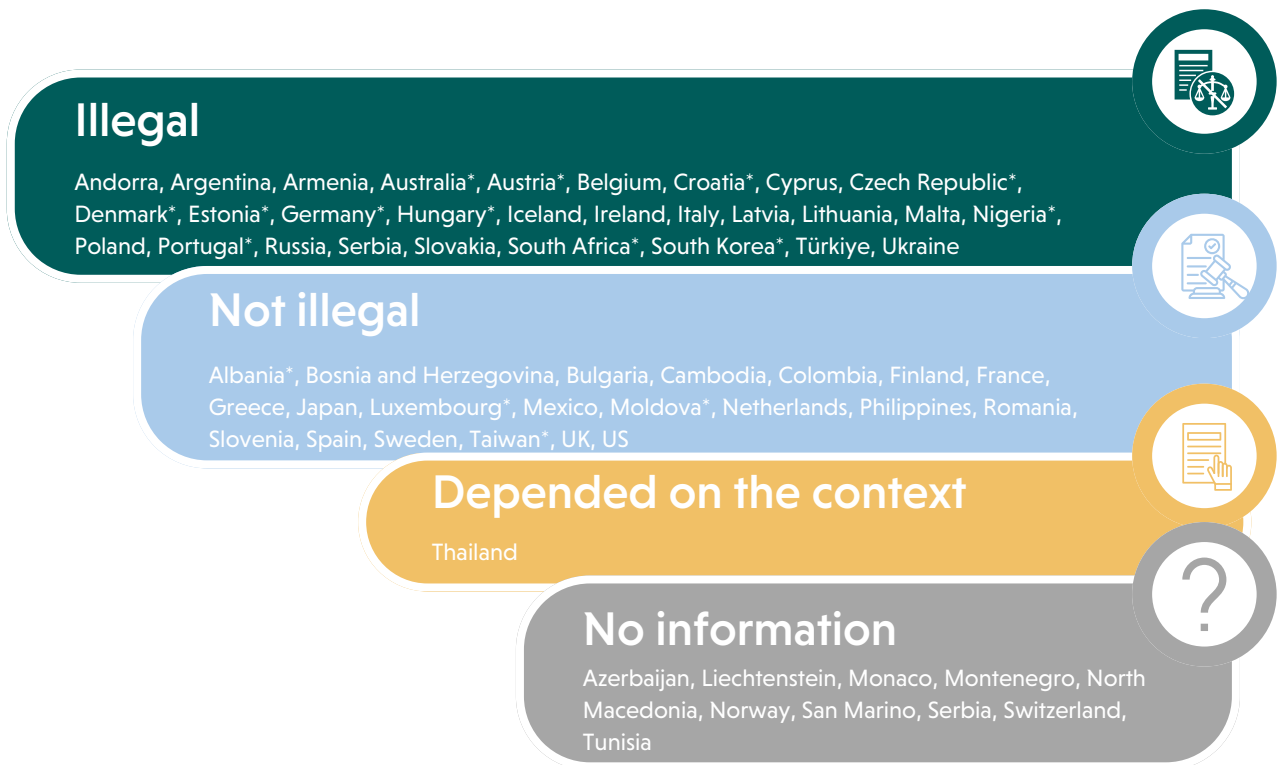 Illegal
Andorra, Argentina, Armenia, Australia*, Austria*, Belgium, Croatia*, Cyprus, Czech Republic*,
Denmark*, Estonia*, Germany*, Hungary*, Iceland, Ireland, Italy, Latvia, Lithuania, Malta, Nigeria*,
Poland, Portugal*, Russia, Serbia, Slovakia, South Africa*, South Korea*, Türkiye, Ukraine
Not illegal
Albania*, Bosnia and Herzegovina, Bulgaria, Cambodia, Colombia, Finland, France,
Greece, Japan, Luxembourg*, Mexico, Moldova*, Netherlands, Philippines, Romania,
Slovenia, Spain, Sweden, Taiwan*, UK, US
Depended on the context
Thailand
?
No information
Azerbaijan, Liechtenstein, Monaco, Montenegro, North
Macedonia, Norway, San Marino, Serbia, Switzerland,
Tunisia